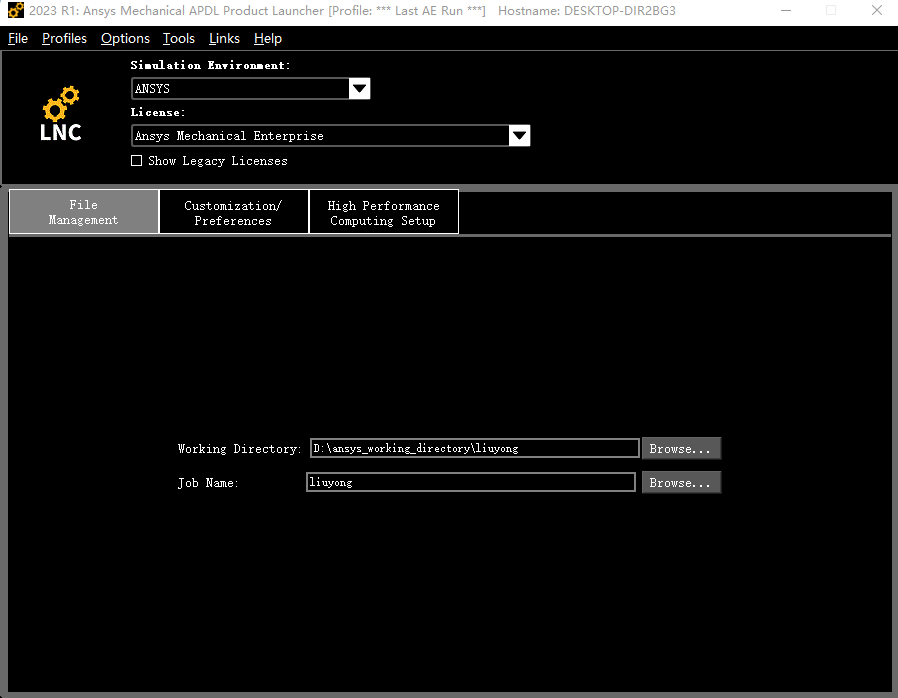 2023 R1: Ansys Mechanical APDL Product Launcher [Profile: *** Last AE Run ***] Hostname: DESKTOP-DIR2BG3
File Profiles Options Tools Links Help
Simulation Environment:
ANSYS
LNC
License:
Ansys Mechanical Enterprise
Show Legacy Licenses
File
Management
Customization/
Preferences
High Performance
Computing Setup
Working Directory: D:\ansys_working_directory\liuyong Browse...
Job Name: liuyong Browse...